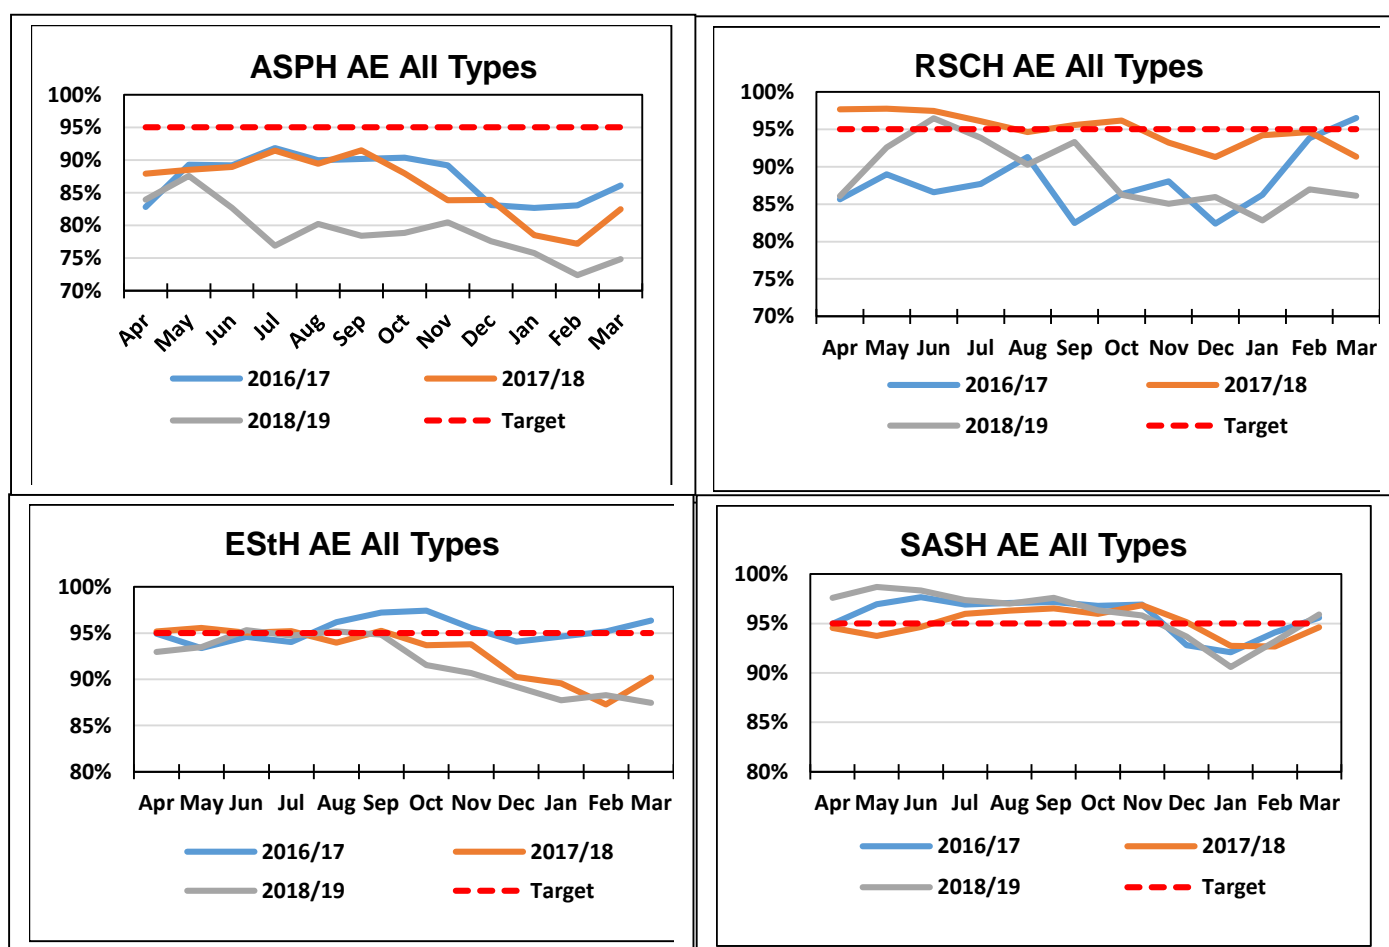 ASPH AE All Types
100%
95%
90%
85%
80%
75%
70%
Apr May Jun Jul Aug Sep Oct Nov Dec Jan Feb Mar
2016/17 2017/18
2018/19 Target
RSCH AE All Types
100%
95%
90%
85%
80%
75%
70%
Apr May Jun Jul Aug Sep Oct Nov Dec Jan Feb Mar
2016/17 2017/18
2018/19 Target
EStH AE All Types
100%
95%
90%
85%
80%
Apr May Jun Jul Aug Sep Oct Nov Dec Jan Feb Mar
2016/17 2017/18
2018/19 Target
SASH AE All Types
100%
95%
90%
85%
80%
Apr May Jun Jul Aug Sep Oct Nov Dec Jan Feb Mar
2016/17 2017/18
2018/19 Target